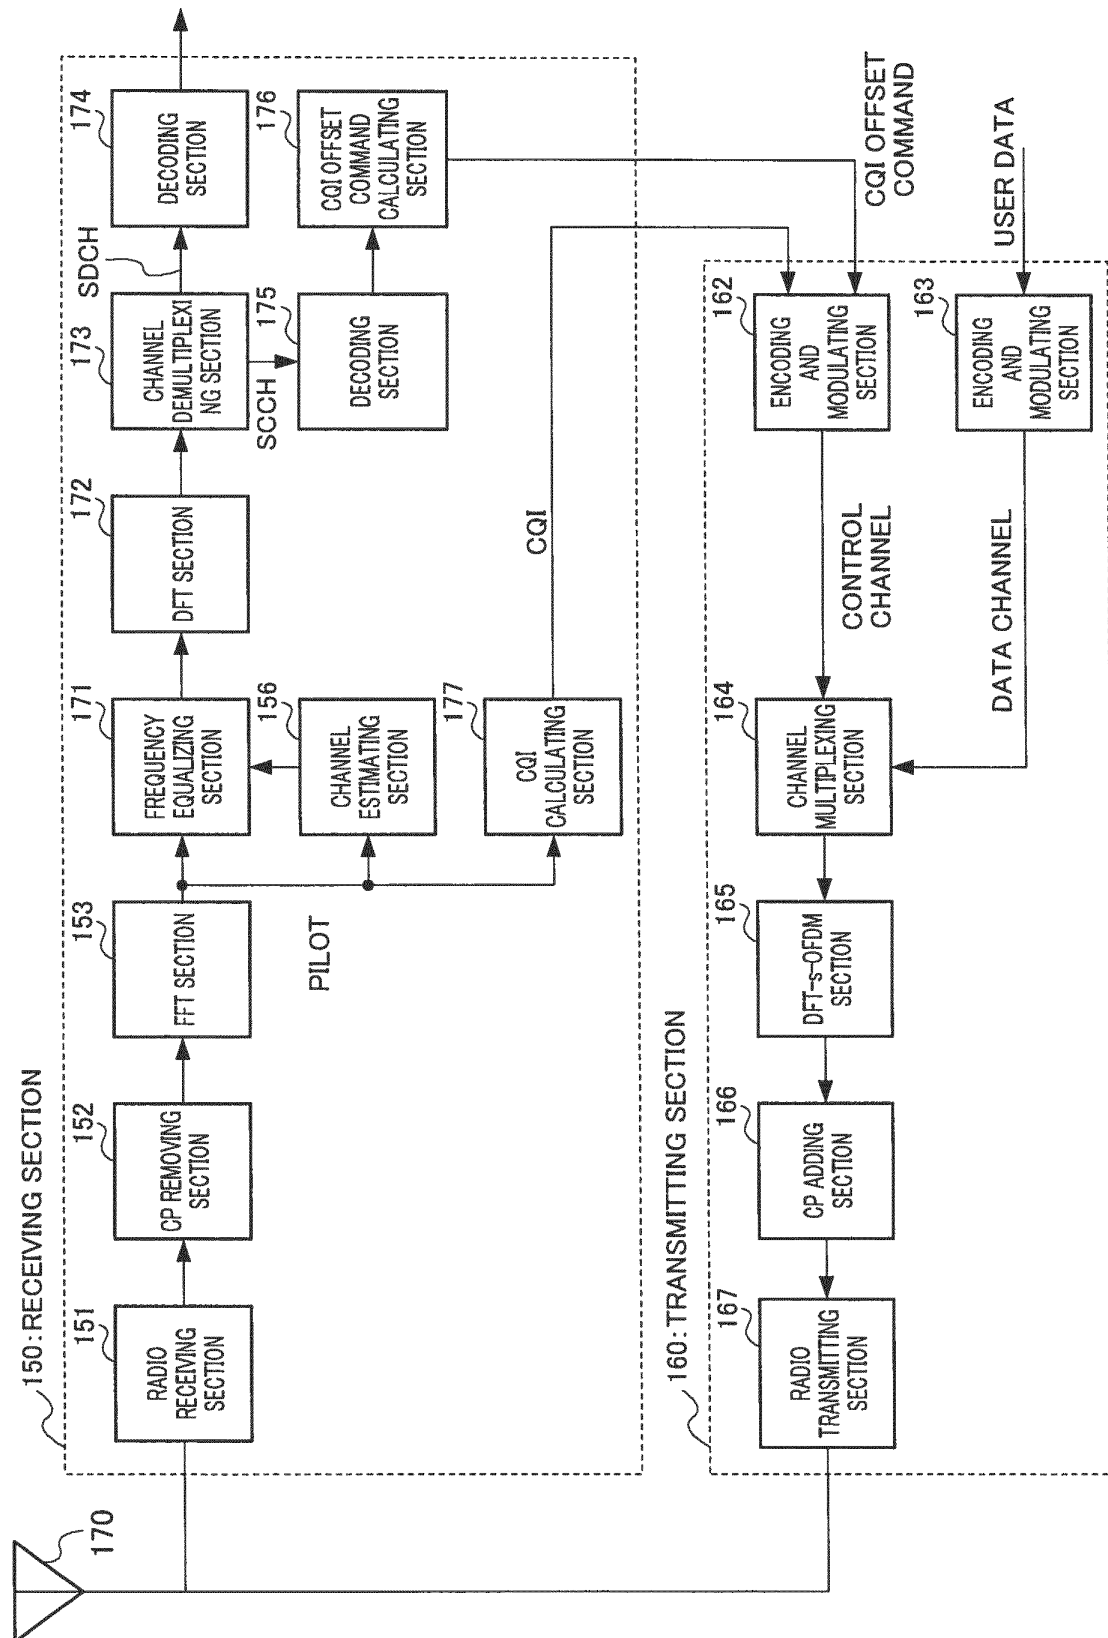 150 : RECEIVING SECTION
170
151
RADIO
RECEIVING
SECTION
152
CP REMOVING
SECTION
153
FFT SECTION
PILOT
171
FREQUENCY
EQUALIZING
SECTION
156
CHANNEL
ESTIMATING
SECTION
177
CQI
CALCULATING
SECTION
172
DFT SECTION
173
CHANNEL
DEMULTIPLEXI
NG SECTION
SDCH
174
DECODING
SECTION
SCCH
175
DECODING
SECTION
176
CQI OFFSET
COMMAND
CALCULATING
SECTION
CQI
160 : TRANSMITTING SECTION
167
RADIO
TRANSMITTING
SECTION
166
CP ADDING
SECTION
165
DFT-s-OFDM
SECTION
164
CHANNEL
MULTIPLEXING
SECTION
CONTROL
CHANNEL
DATA CHANNEL
162
ENCODING
AND
MODULATING
SECTION
163
ENCODING
AND
MODULATING
SECTION
CQI OFFSET
COMMAND
USER DATA